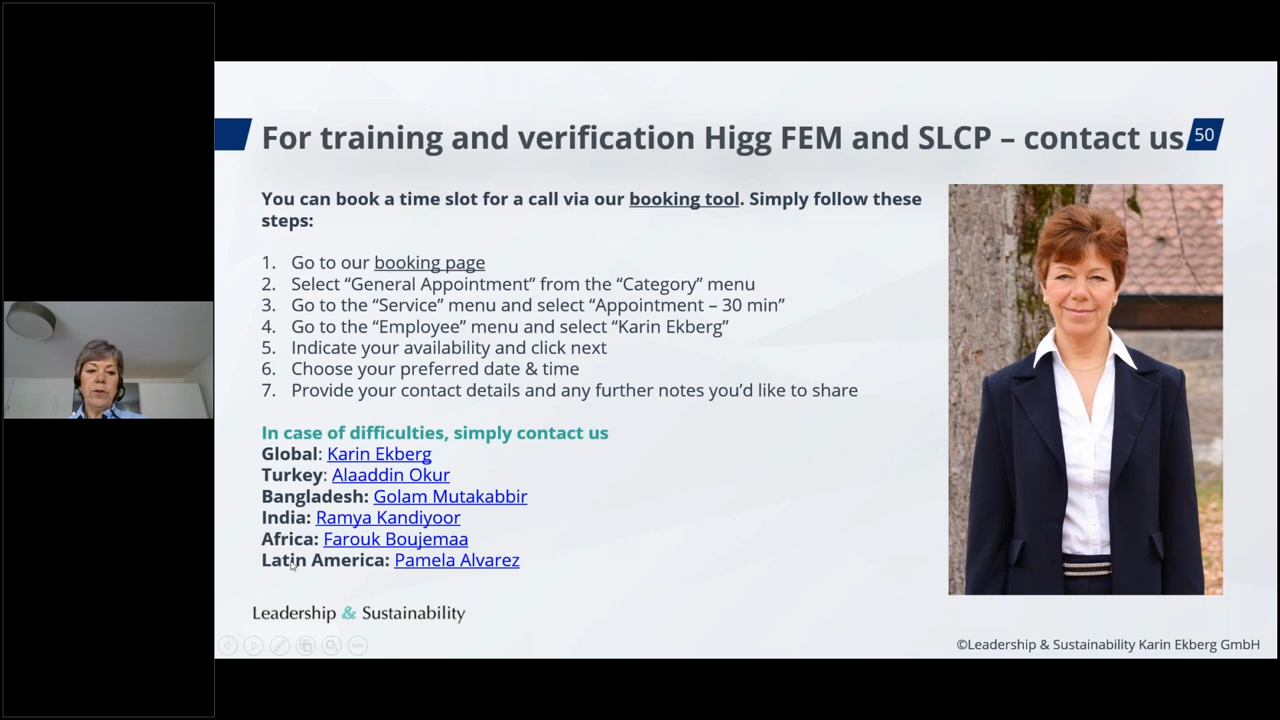 For training and verification Higg FEM and SLCP – contact us
50
You can book a time slot for a call via our booking tool. Simply follow these
steps:
1. Go to our booking page
2. Select “General Appointment” from the “Category” menu
3. Go to the “Service” menu and select “Appointment – 30 min”
4. Go to the “Employee” menu and select “Karin Ekberg”
5. Indicate your availability and click next
6. Choose your preferred date & time
7. Provide your contact details and any further notes you’d like to share
In case of difficulties, simply contact us
Global: Karin Ekberg
Turkey: Alaaddin Okur
Bangladesh: Golam Mutakabbir
India: Ramya Kandiyoor
Africa: Farouk Boujemaa
Latin America: Pamela Alvarez
Leadership & Sustainability
©Leadership & Sustainability Karin Ekberg GmbH